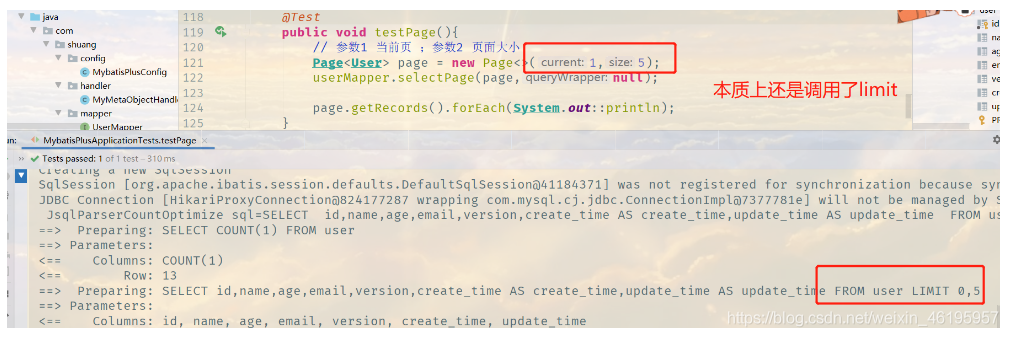 java
com
shuang
config
MybatisPlusConfig
handler
MyMetaObjectHandl
mapper
UserMapper
118 @Test
119 public void testPage(){
120 // 参数1 当前页 ；参数2 页面大小
121 Page<User> page = new Page<>( current: 1, size: 5);
122 userMapper.selectPage(page, queryWrapper: null);
123
124 page.getRecords().forEach(System.out::println);
125 }
本质上还是调用了limit
user
id
na
ag
en
ve
cr
up
PF
un: MybatisPlusApplicationTests.testPage ×
» ✔ Tests passed: 1 of 1 test – 310 ms
Creating a new SqlSession
SqlSession [org.apache.ibatis.session.defaults.DefaultSqlSession@41184371] was not registered for synchronization because syn
JDBC Connection [HikariProxyConnection@824177287 wrapping com.mysql.cj.jdbc.ConnectionImpl@7377781e] will not be managed by S
JsqlParserCountOptimize sql=SELECT id,name,age,email,version,create_time AS create_time,update_time AS update_time FROM us
==> Preparing: SELECT COUNT(1) FROM user
==> Parameters:
<== Columns: COUNT(1)
<== Row: 13
==> Preparing: SELECT id,name,age,email,version,create_time AS create_time,update_time AS update_time FROM user LIMIT 0,5
==> Parameters:
<== Columns: id, name, age, email, version, create_time, update_time
https://blog.csdn.net/weixin_46195957